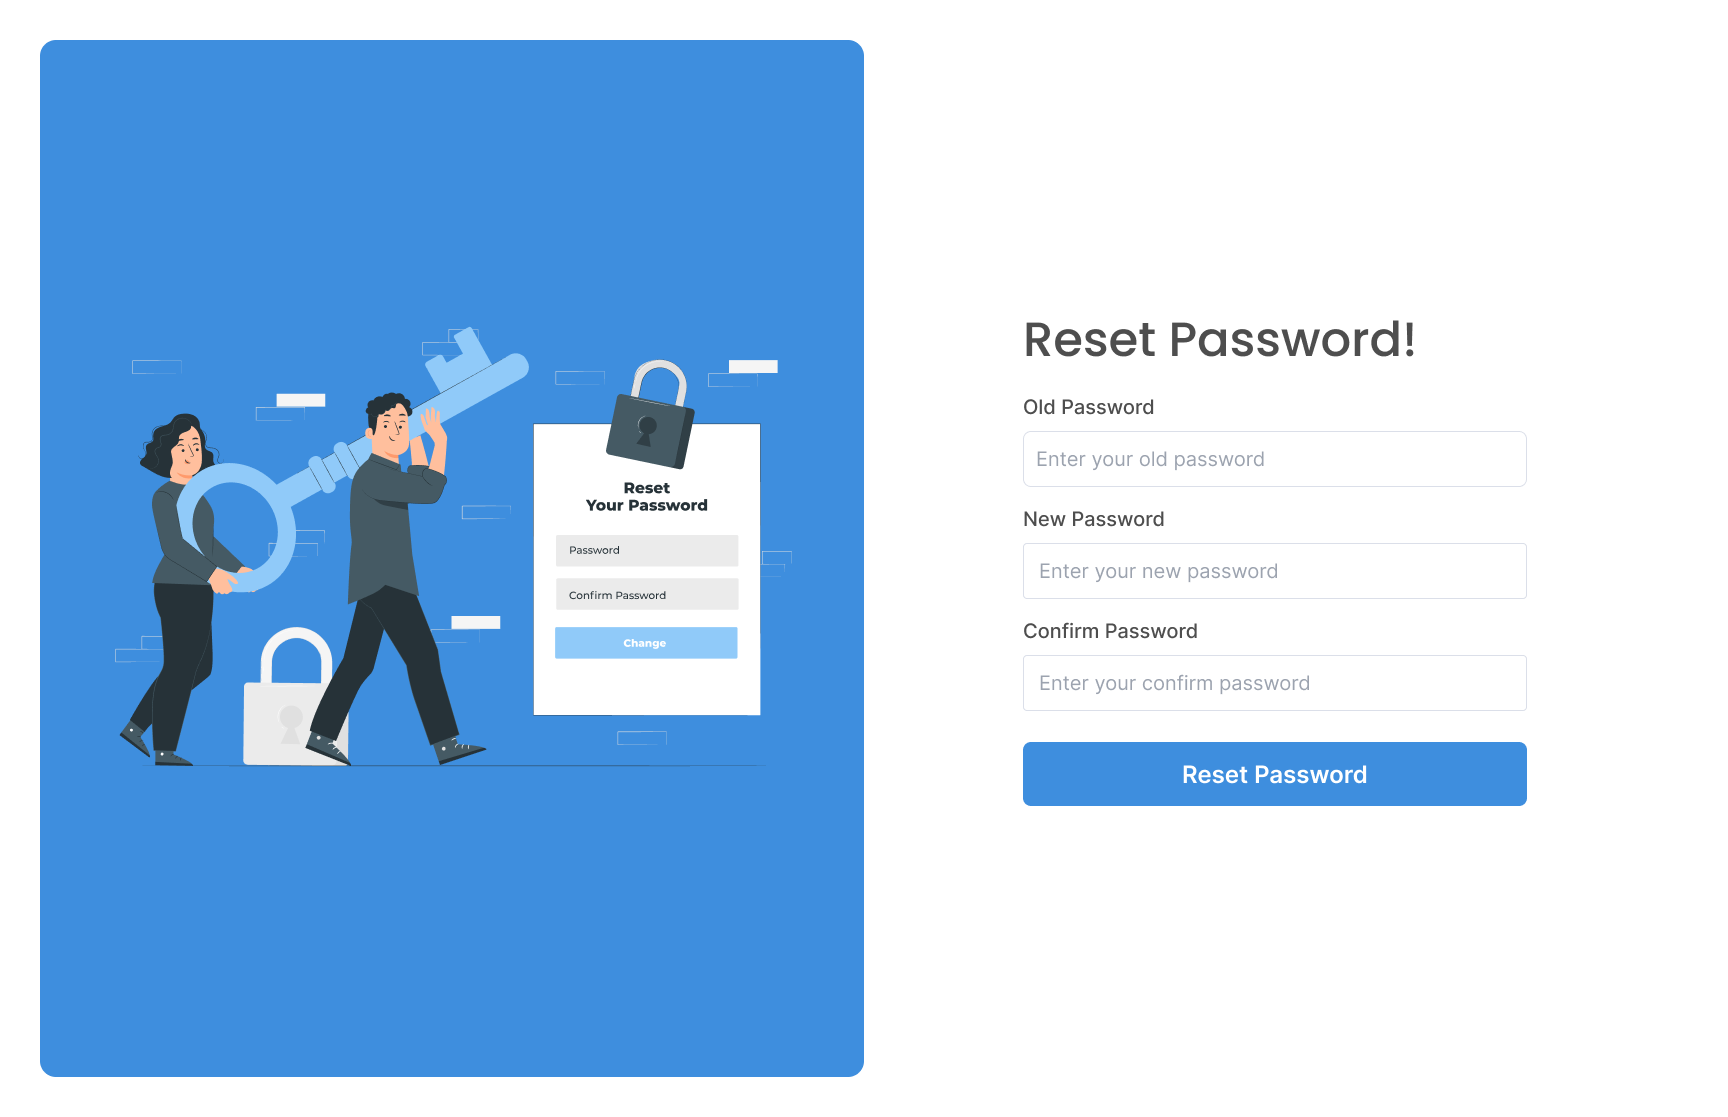 Reset
Your Password
Password
Confirm Password
Change
Reset Password!
Old Password
Enter your old password
New Password
Enter your new password
Confirm Password
Enter your confirm password
Reset Password